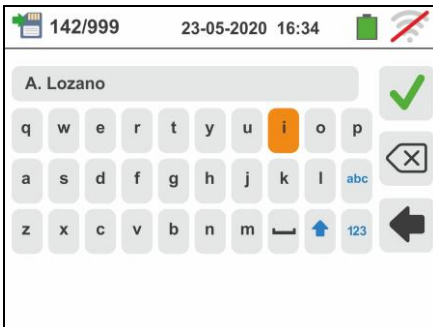 142/999 23-05-2020 16:34
A. Lozano
q w e r t y u i o p
a s d f g h j k l abc
z x c v b n m 123